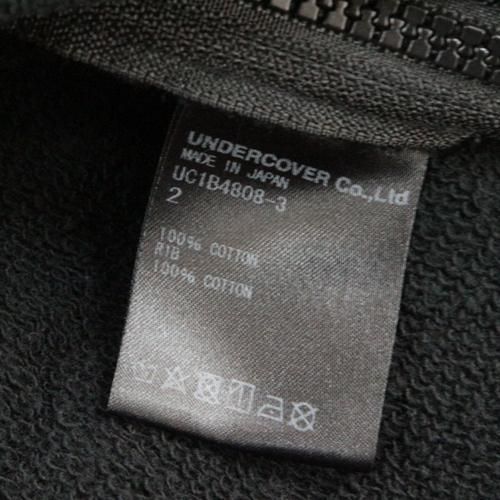 UNDERCOVER Co.,Ltd
MADE IN JAPAN
UC1B4808-3
2
100% COTTON
RIB
100% COTTON